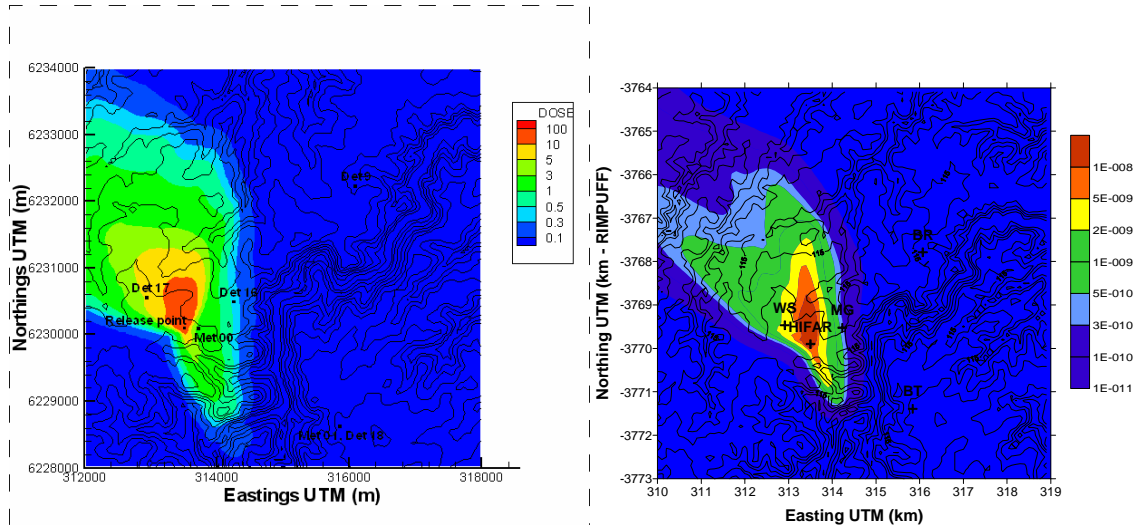 6234000
6233000
6232000
6231000
6230000
6229000
6228000
Northings UTM (m)
312000
314000
316000
318000
Eastings UTM (m)
Det 17
Det 16
Release point
Met 00
DOSE
100
10
5
3
1
0.5
0.3
0.1
-3764
-3765
-3766
-3767
-3768
-3769
-3770
-3771
-3772
-3773
Northing UTM (km - RIMPUFF)
310
311
312
313
314
315
316
317
318
319
Easting UTM (km)
BR
WS
MG
HIFAR
BT
1E-008
5E-009
2E-009
1E-009
5E-010
3E-010
1E-010
1E-011